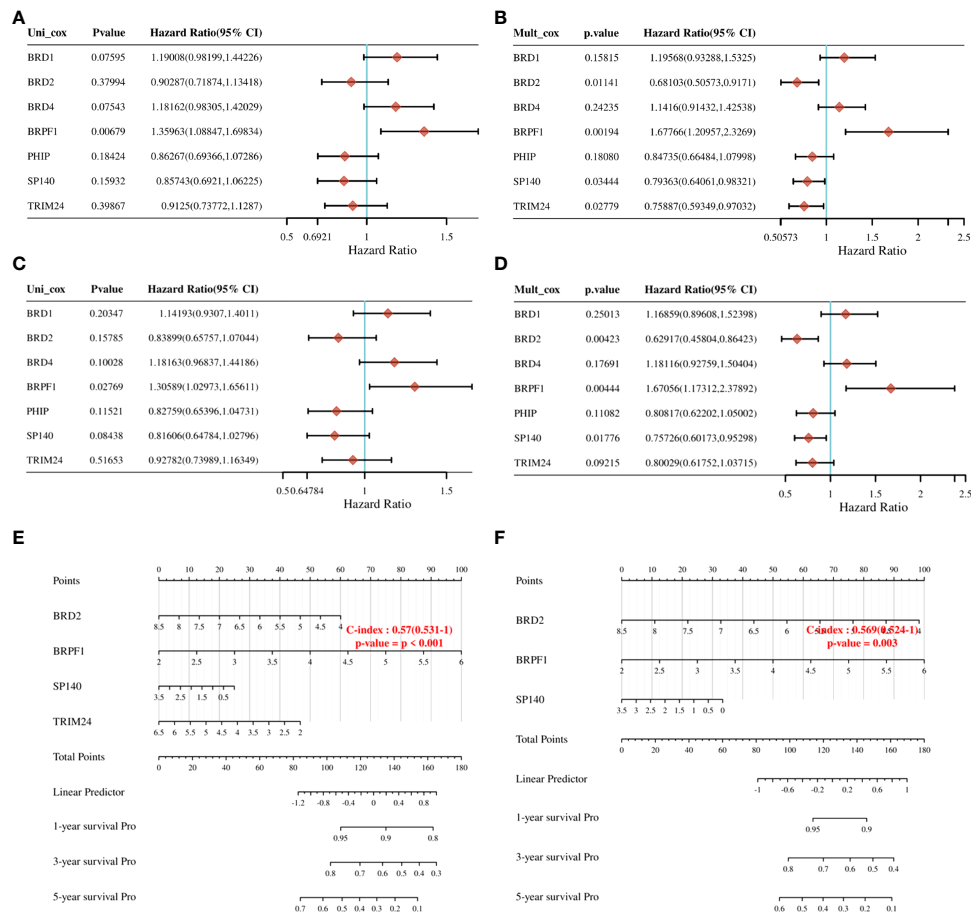 A
Uni_cox Pvalue Hazard Ratio(95% CI)
BRD1 0.07595 1.19008(0.98199,1.44226)
BRD2 0.37994 0.90287(0.71874,1.13418)
BRD4 0.07543 1.18162(0.98305,1.42029)
BRPF1 0.00679 1.35963(1.08847,1.69834)
PHIP 0.18424 0.86267(0.69366,1.07286)
SP140 0.15932 0.85743(0.6921,1.06225)
TRIM24 0.39867 0.9125(0.73772,1.1287)
0.5 0.6921 1 1.5
Hazard Ratio
B
Mult_cox p.value Hazard Ratio(95% CI)
BRD1 0.15815 1.19568(0.93288,1.5325)
BRD2 0.01141 0.68103(0.50573,0.9171)
BRD4 0.24235 1.1416(0.91432,1.42538)
BRPF1 0.00194 1.67766(1.20957,2.3269)
PHIP 0.18080 0.84735(0.66484,1.07998)
SP140 0.03444 0.79363(0.64061,0.98321)
TRIM24 0.02779 0.75887(0.59349,0.97032)
0.50573 1 1.5 2 2.5
Hazard Ratio
C
Uni_cox Pvalue Hazard Ratio(95% CI)
BRD1 0.20347 1.14193(0.9307,1.4011)
BRD2 0.15785 0.83899(0.65757,1.07044)
BRD4 0.10028 1.18163(0.96837,1.44186)
BRPF1 0.02769 1.30589(1.02973,1.65611)
PHIP 0.11521 0.82759(0.65396,1.04731)
SP140 0.08438 0.81606(0.64784,1.02796)
TRIM24 0.51653 0.92782(0.73989,1.16349)
0.5 0.64784 1 1.5
Hazard Ratio
D
Mult_cox p.value Hazard Ratio(95% CI)
BRD1 0.25013 1.16859(0.89608,1.52398)
BRD2 0.00423 0.62917(0.45804,0.86423)
BRD4 0.17691 1.18116(0.92759,1.50404)
BRPF1 0.00444 1.67056(1.17312,2.37892)
PHIP 0.11082 0.80817(0.62202,1.05002)
SP140 0.01776 0.75726(0.60173,0.95298)
TRIM24 0.09215 0.80029(0.61752,1.03715)
0.5 1 1.5 2 2.5
Hazard Ratio
E
Points 0 10 20 30 40 50 60 70 80 90 100
BRD2 8.5 8 7.5 7 6.5 6 5.5 5 4.5 4
C-index : 0.57(0.531-1)
p-value = p < 0.001
BRPF1 2 2.5 3 3.5 4 4.5 5 5.5 6
SP140 3.5 2.5 1.5 0.5
TRIM24 6.5 6 5.5 5 4.5 4 3.5 3 2.5 2
Total Points 0 20 40 60 80 100 120 140 160 180
Linear Predictor -1.2 -0.8 -0.4 0 0.4 0.8
1-year survival Pro 0.95 0.9 0.8
3-year survival Pro 0.8 0.7 0.6 0.5 0.4 0.3
5-year survival Pro 0.7 0.6 0.5 0.4 0.3 0.2 0.1
F
Points 0 10 20 30 40 50 60 70 80 90 100
BRD2 8.5 8 7.5 7 6.5 6 4
C-index : 0.569(0.524-1)
p-value = 0.003
BRPF1 2 2.5 3 3.5 4 4.5 5 5.5 6
SP140 3.5 3 2.5 2 1.5 1 0.5 0
Total Points 0 20 40 60 80 100 120 140 160 180
Linear Predictor -1 -0.6 -0.2 0.2 0.6 1
1-year survival Pro 0.95 0.9
3-year survival Pro 0.8 0.7 0.6 0.5 0.4
5-year survival Pro 0.6 0.5 0.4 0.3 0.2 0.1